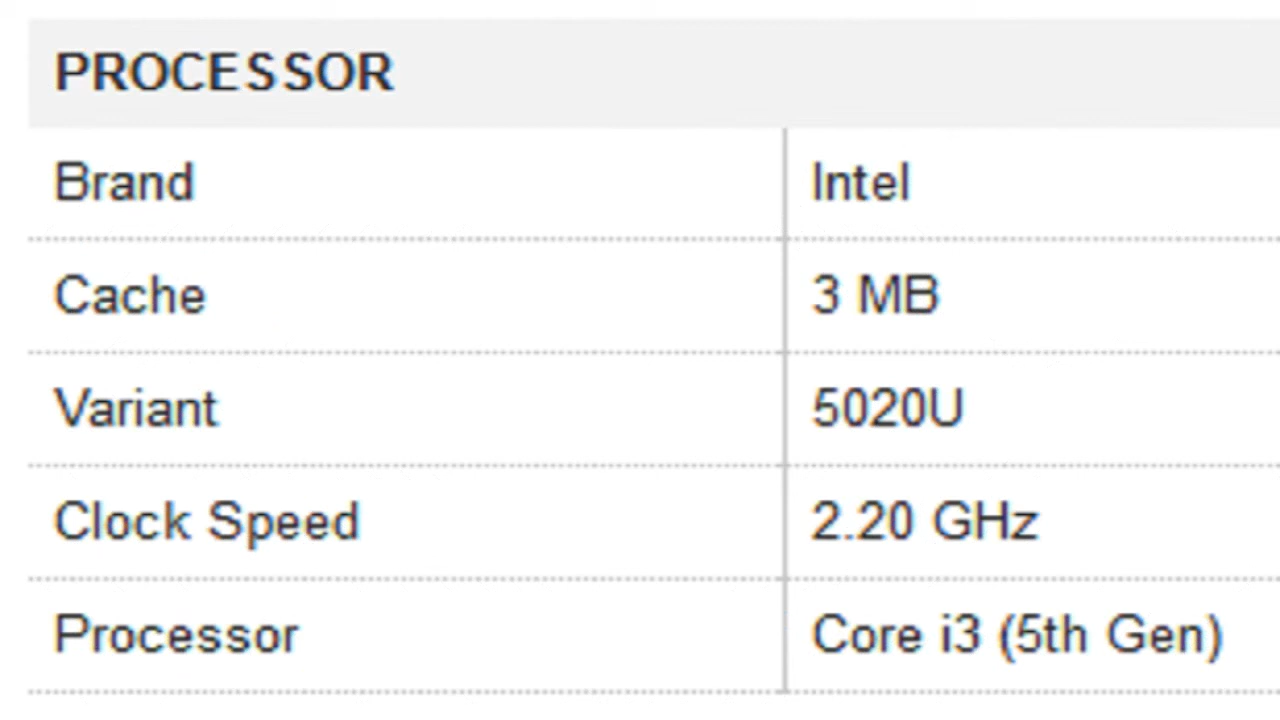 PROCESSOR
Brand Intel
Cache 3 MB
Variant 5020U
Clock Speed 2.20 GHz
Processor Core i3 (5th Gen)